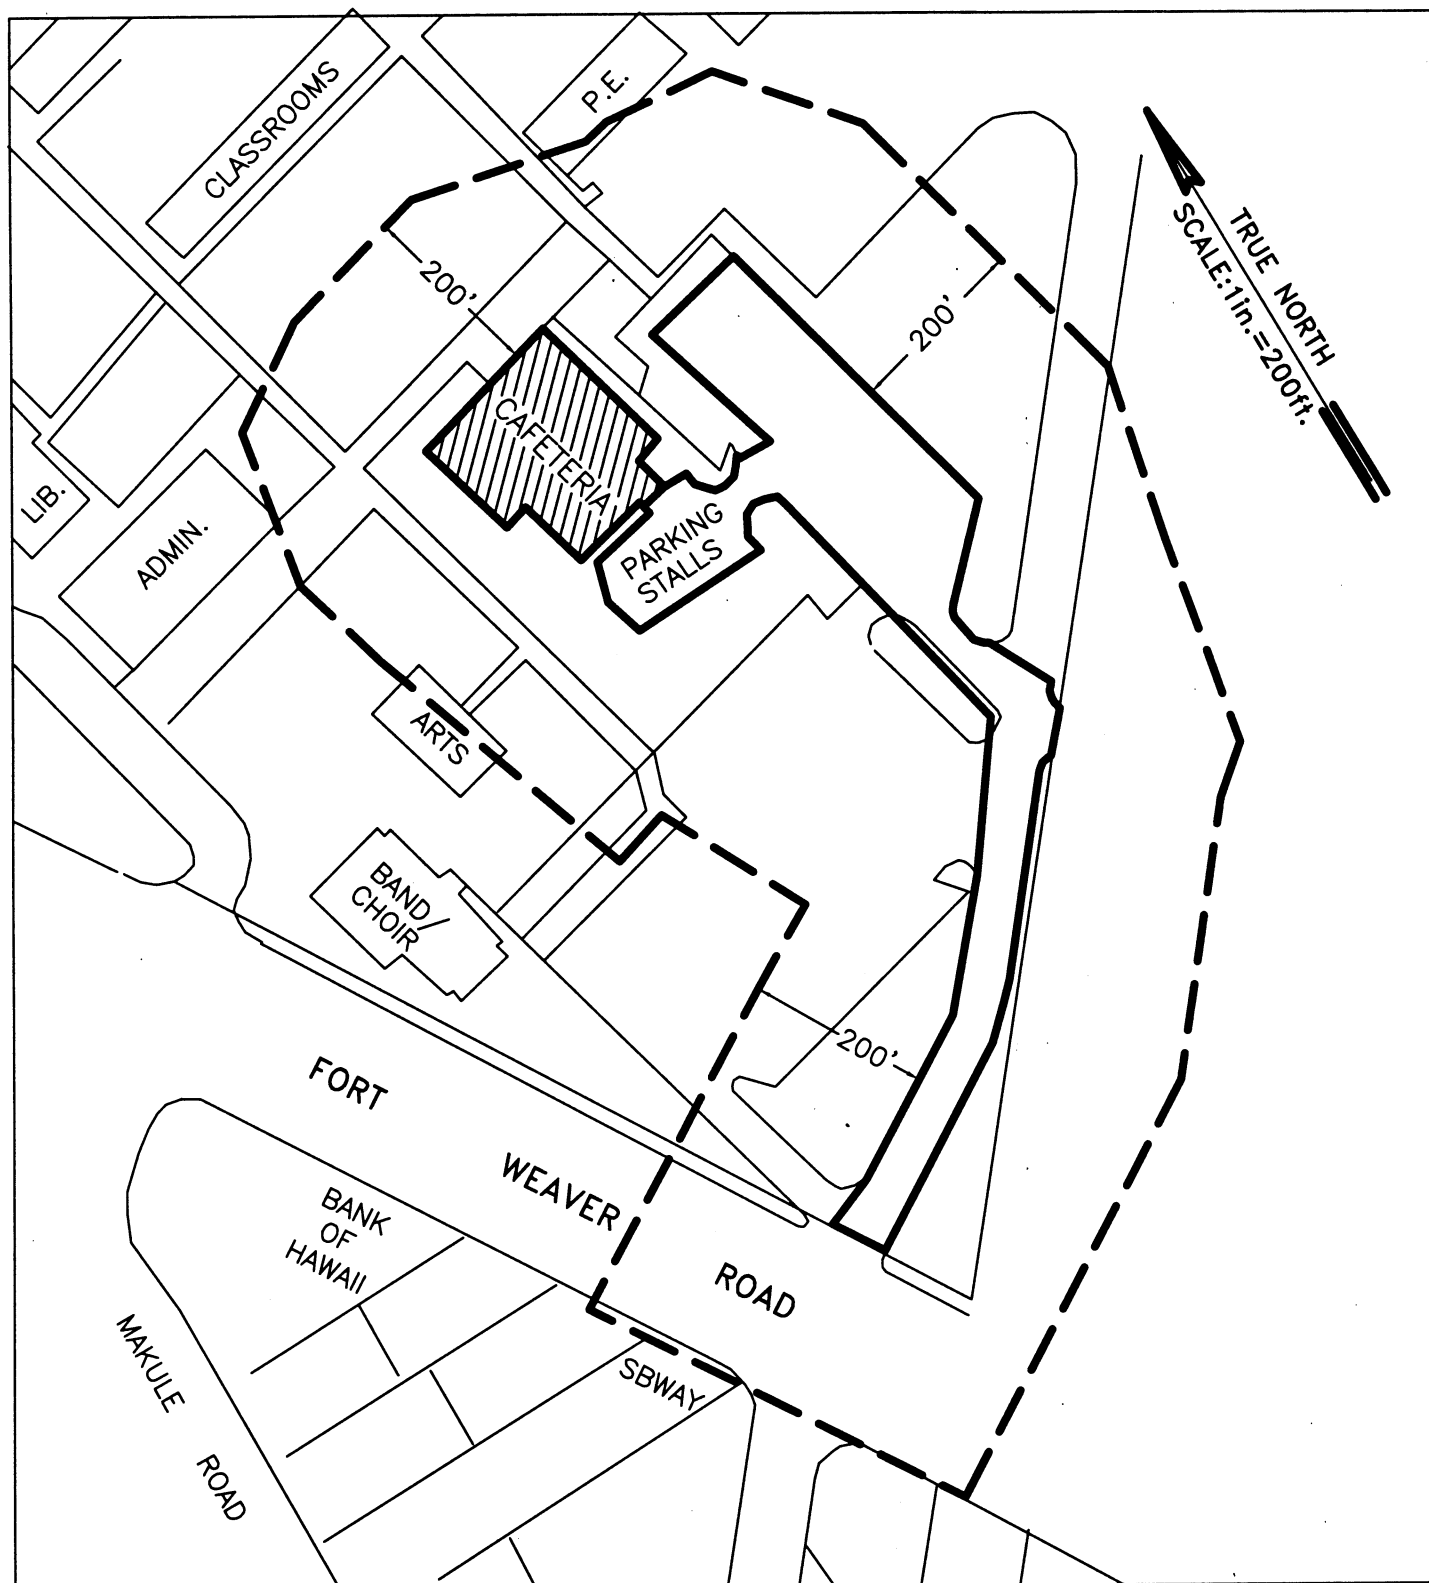 CLASSROOMS
P.E.
TRUE NORTH
SCALE:1in.=200ft.
200'
200'
CAFETERIA
LIB.
ADMIN.
PARKING
STALLS
ARTS
BAND/
CHOIR
200'
FORT WEAVER ROAD
BANK
OF
HAWAII
SBWAY
MAKULE ROAD